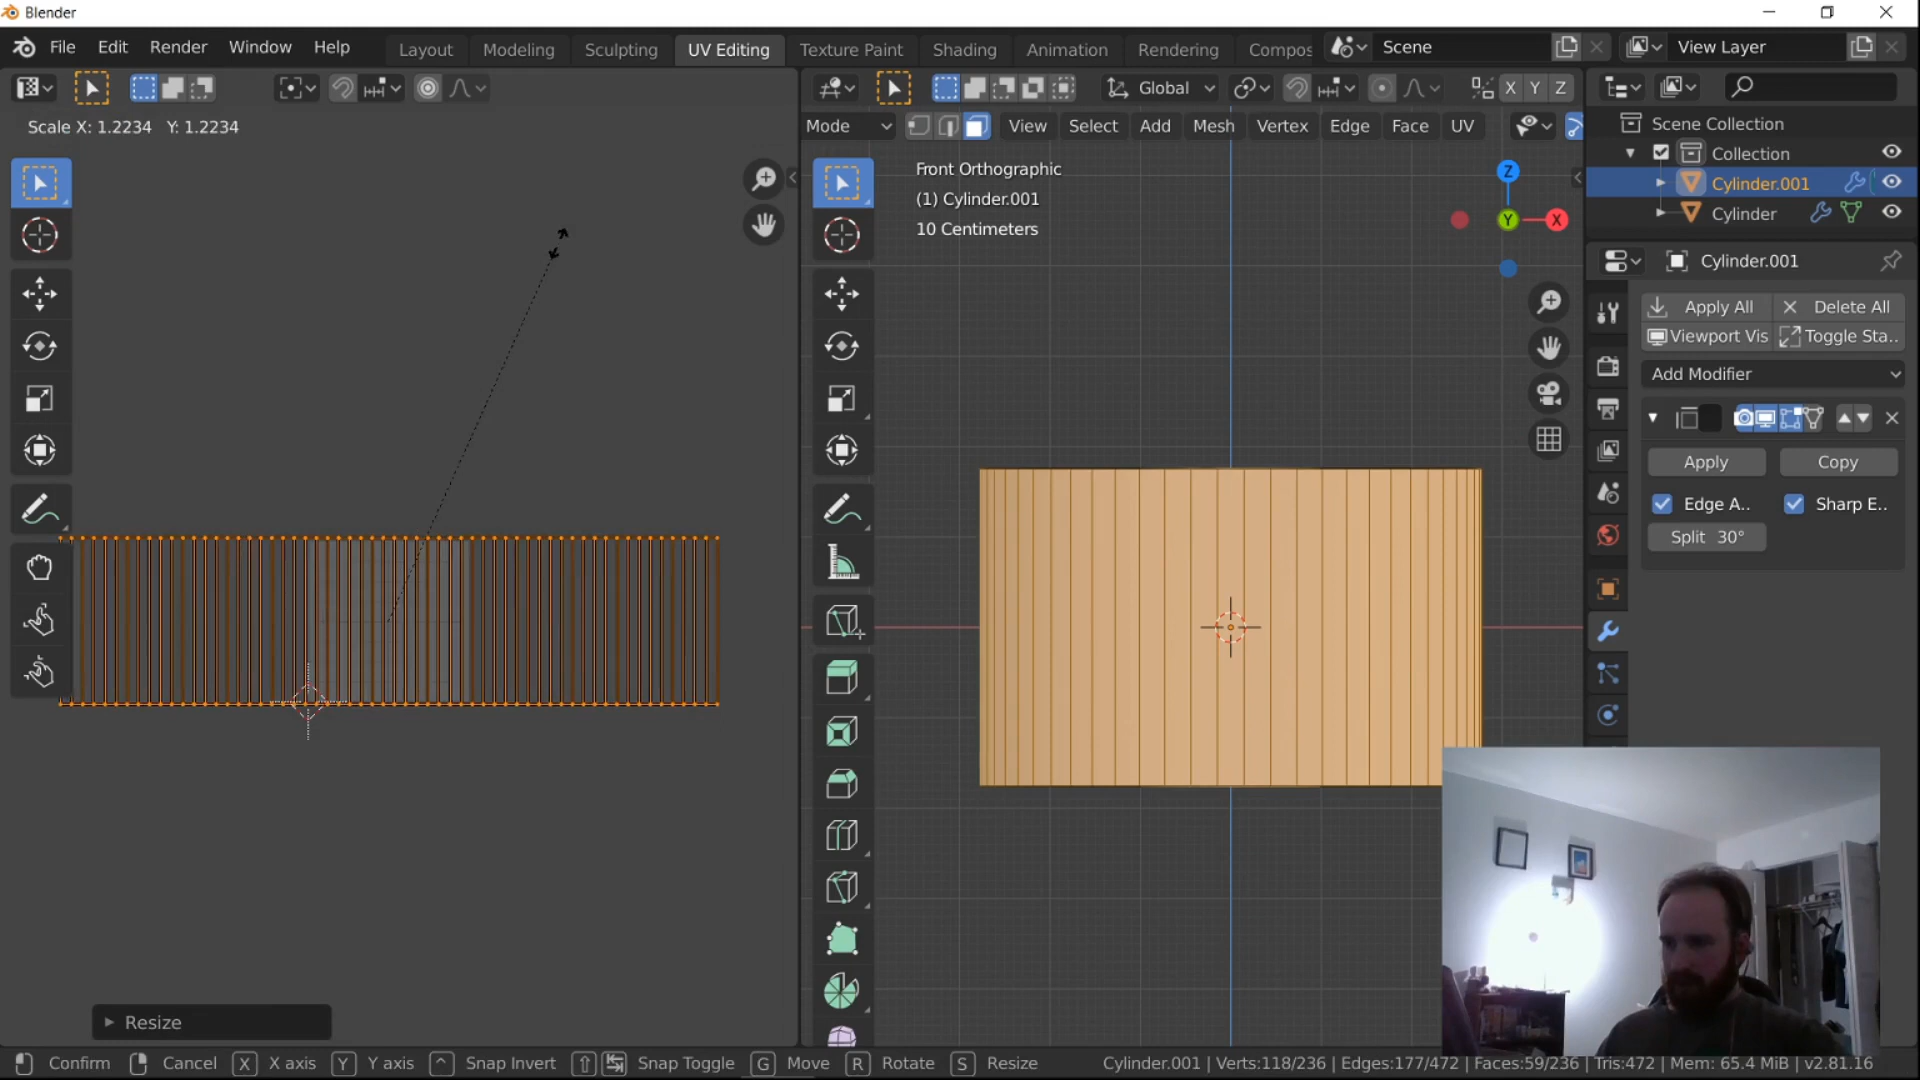 Blender
File Edit Render Window Help Layout Modeling Sculpting UV Editing Texture Paint Shading Animation Rendering Compos Scene View Layer
Global X Y Z
Scale X: 1.2234 Y: 1.2234
Mode View Select Add Mesh Vertex Edge Face UV
Front Orthographic
(1) Cylinder.001
10 Centimeters
Z
Y
X
Scene Collection
Collection
Cylinder.001
Cylinder
Cylinder.001
Apply All Delete All
Viewport Vis Toggle Sta..
Add Modifier
Apply Copy
Edge A.. Sharp E..
Split 30°
Resize
Confirm Cancel X X axis Y Y axis ^ Snap Invert Snap Toggle G Move R Rotate S Resize Cylinder.001 | Verts:118/236 | Edges:177/472 | Faces:59/236 | Tris:472 | Mem: 65.4 MiB | v2.81.16